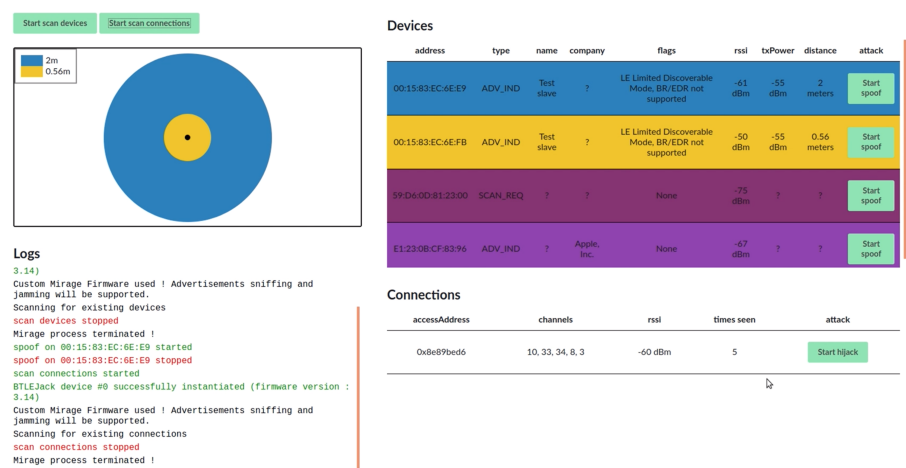 Start scan devices
Start scan connections
2m
0.56m
Logs
3.14)
Custom Mirage Firmware used ! Advertisements sniffing and
jamming will be supported.
Scanning for existing devices
scan devices stopped
Mirage process terminated !
spoof on 00:15:83:EC:6E:E9 started
spoof on 00:15:83:EC:6E:E9 stopped
scan connections started
BTLEJack device #0 successfully instantiated (firmware version :
3.14)
Custom Mirage Firmware used ! Advertisements sniffing and
jamming will be supported.
Scanning for existing connections
scan connections stopped
Mirage process terminated !
Devices
address type name company flags rssi txPower distance attack
00:15:83:EC:6E:E9 ADV_IND Test slave ? LE Limited Discoverable Mode, BR/EDR not supported -61 dBm -55 dBm 2 meters Start spoof
00:15:83:EC:6E:FB ADV_IND Test slave ? LE Limited Discoverable Mode, BR/EDR not supported -50 dBm -55 dBm 0.56 meters Start spoof
59:D6:0D:81:23:00 SCAN_REQ ? ? None -75 dBm ? ? Start spoof
E1:23:0B:CF:83:96 ADV_IND ? Apple, Inc. None -67 dBm ? ? Start spoof
Connections
accessAddress channels rssi times seen attack
0x8e89bed6 10, 33, 34, 8, 3 -60 dBm 5 Start hijack